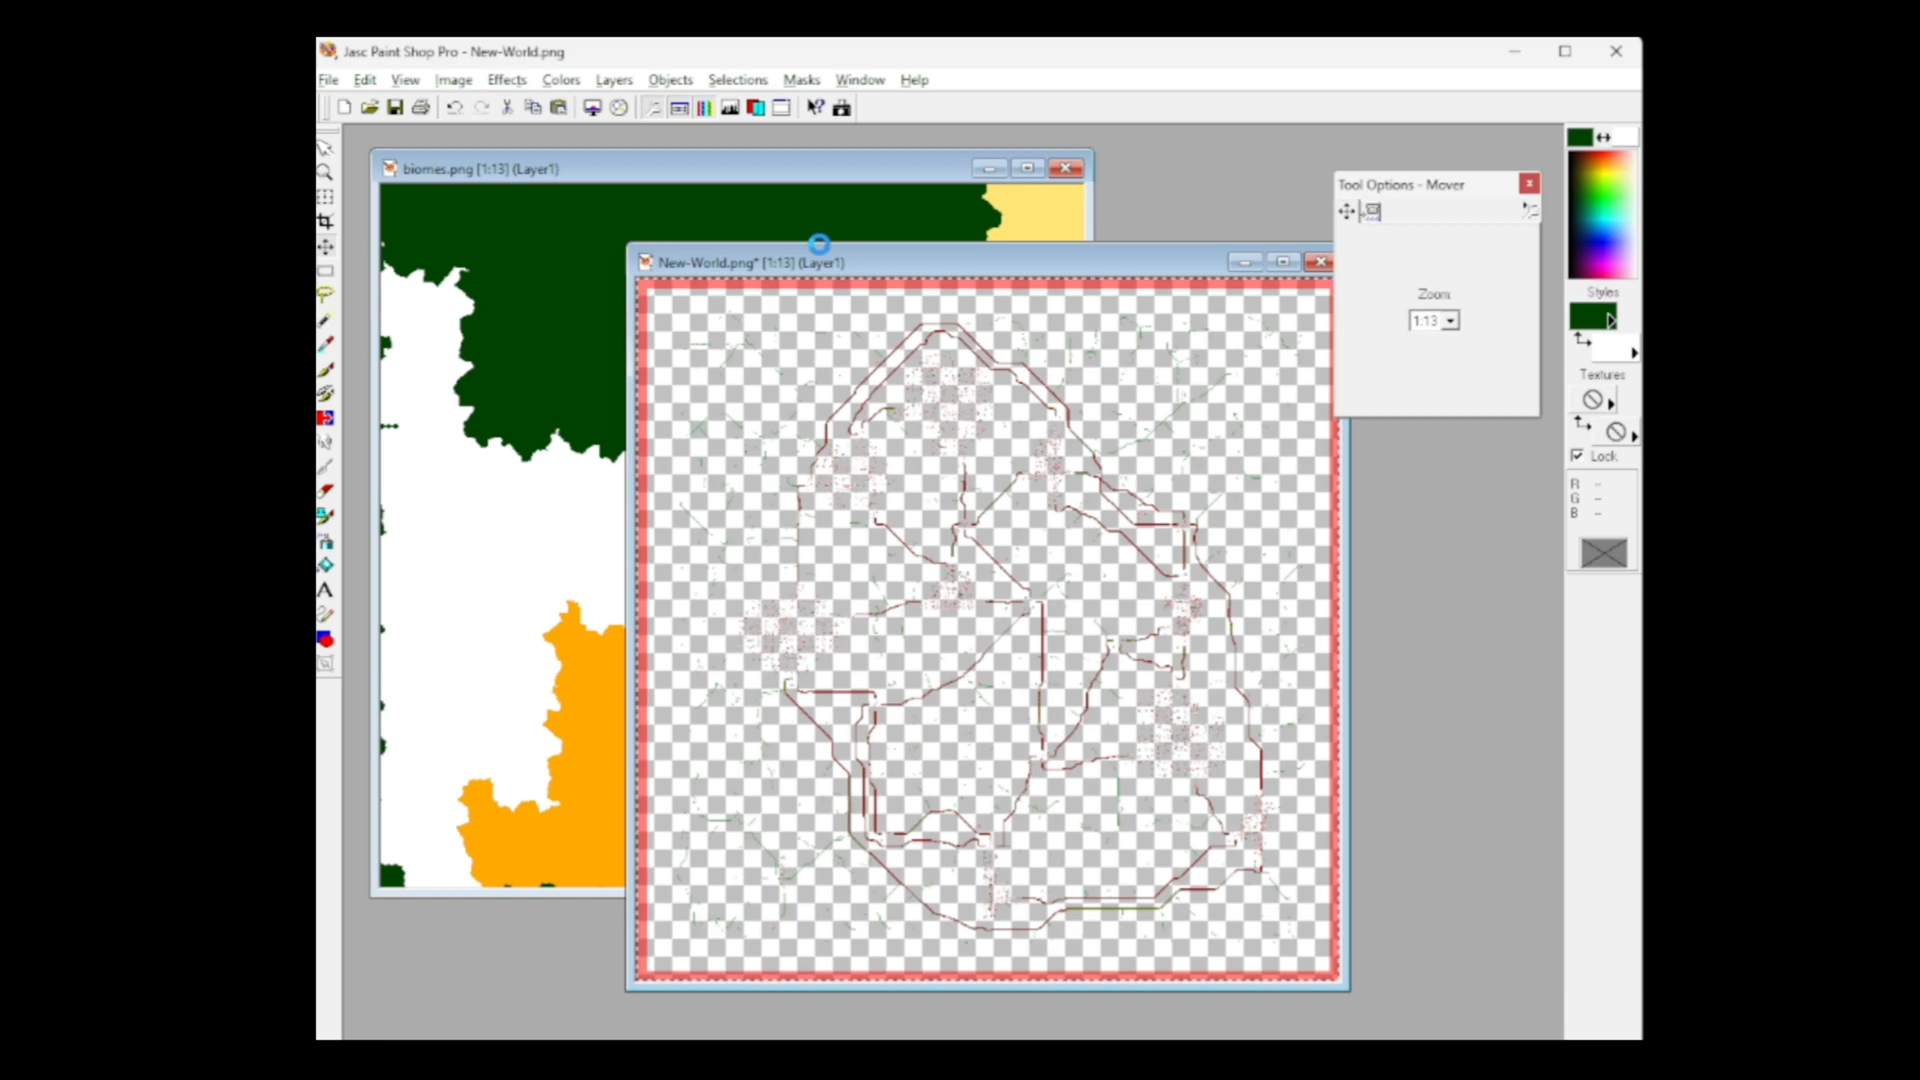 Jasc Paint Shop Pro - New-World.png
File Edit View Image Effects Colors Layers Objects Selections Masks Window Help
biomes.png [1:13] (Layer1)
Tool Options - Mover
New-World.png* [1:13] (Layer1)
Zoom:
1:13
Styles
Textures
Lock
R --
G --
B --
A